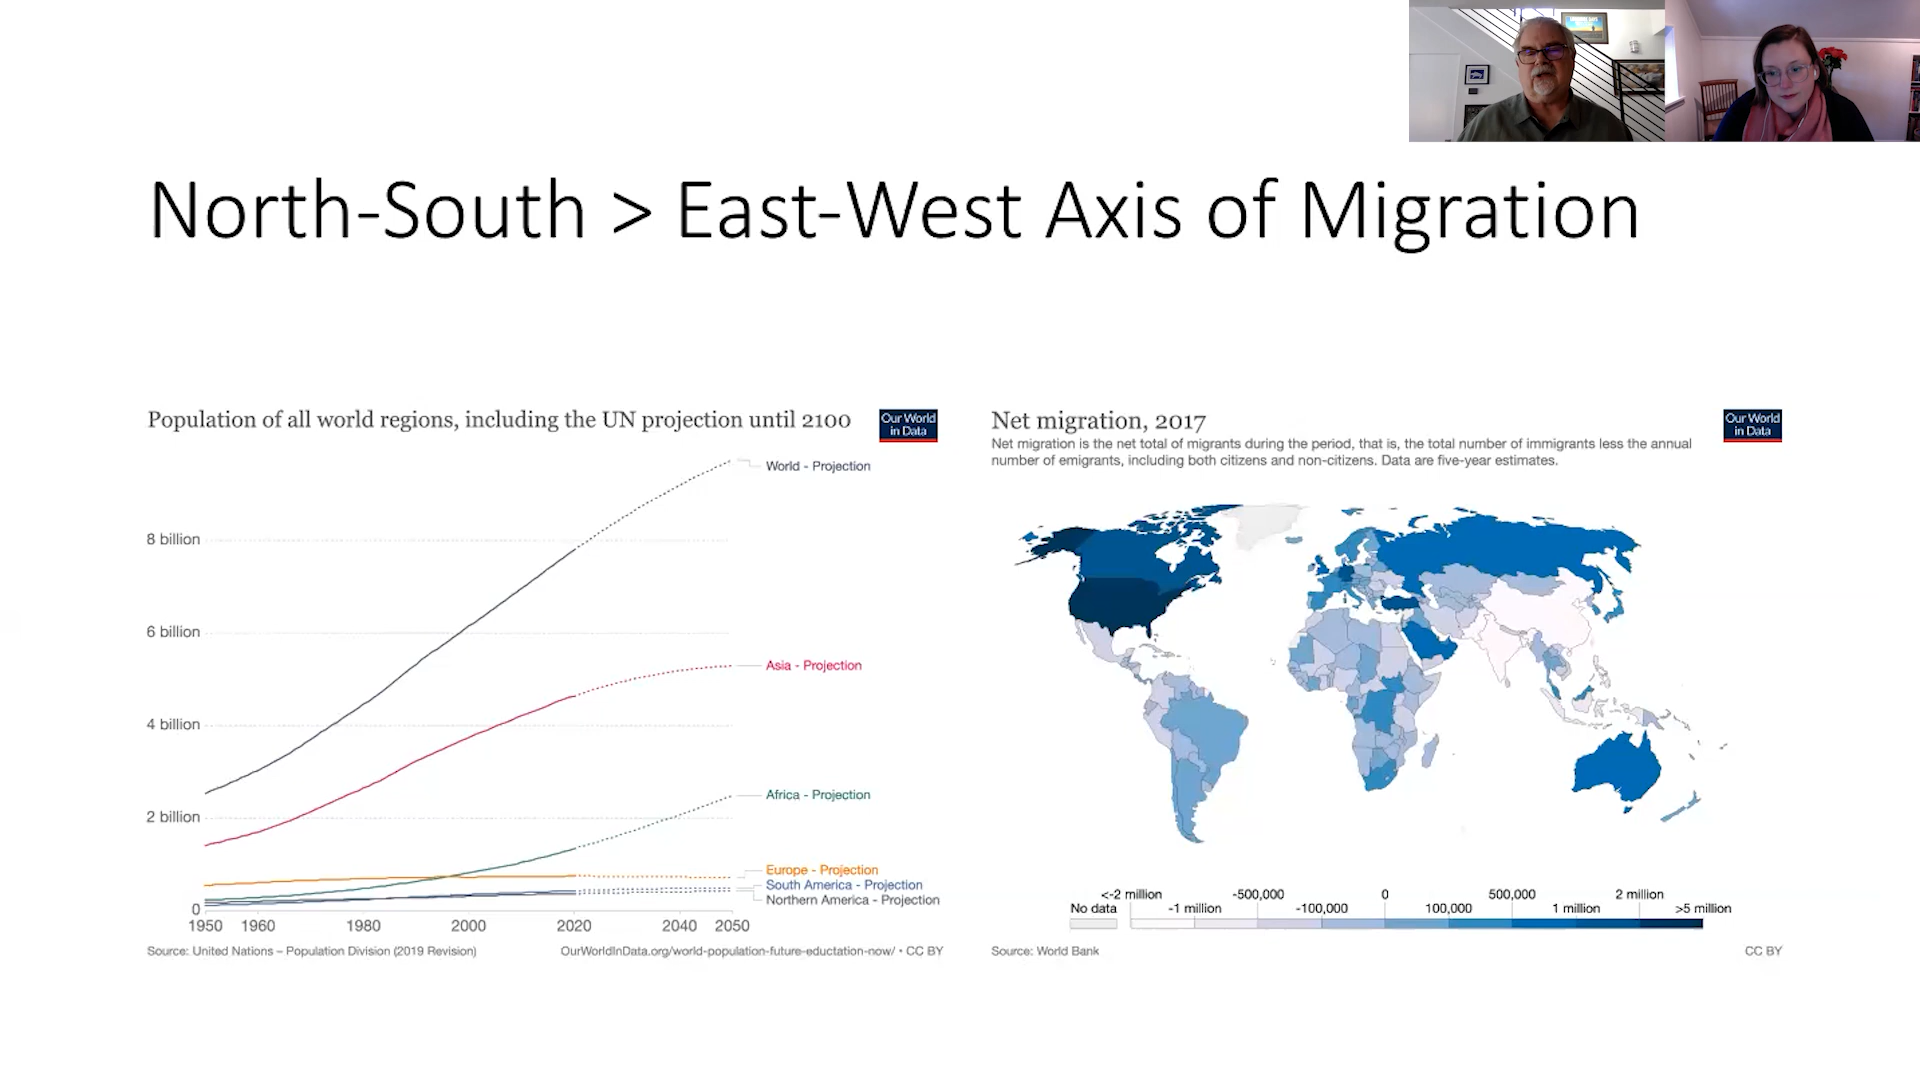 North-South > East-West Axis of Migration
Population of all world regions, including the UN projection until 2100
Our World
in Data
World - Projection
8 billion
6 billion
Asia - Projection
4 billion
Africa - Projection
2 billion
Europe - Projection
South America - Projection
Northern America - Projection
0
1950 1960 1980 2000 2020 2040 2050
Source: United Nations – Population Division (2019 Revision)
OurWorldInData.org/world-population-future-eductation-now/ • CC BY
Net migration, 2017
Our World
in Data
Net migration is the net total of migrants during the period, that is, the total number of immigrants less the annual
number of emigrants, including both citizens and non-citizens. Data are five-year estimates.
<-2 million -500,000 0 500,000 2 million
No data -1 million -100,000 100,000 1 million >5 million
Source: World Bank
CC BY